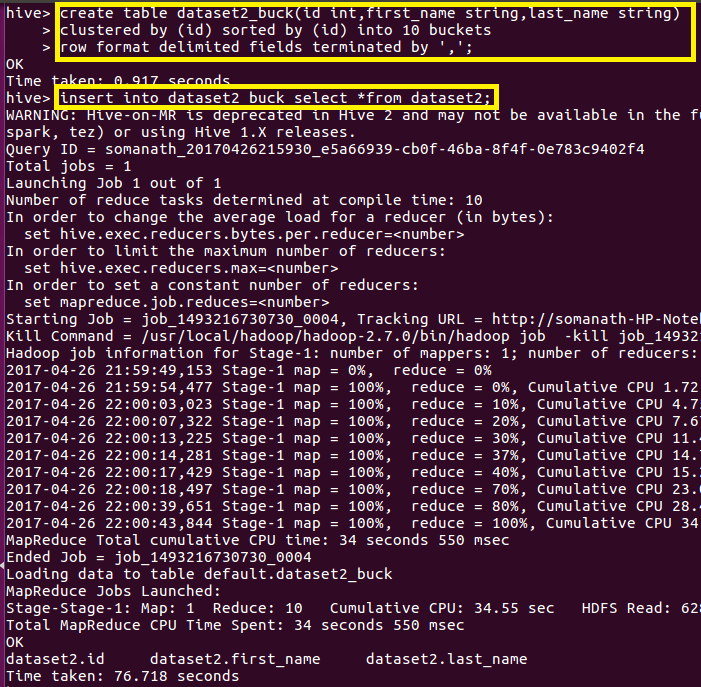 hive> create table dataset2_buck(id int,first_name string,last_name string)
    > clustered by (id) sorted by (id) into 10 buckets
    > row format delimited fields terminated by ',';
OK
Time taken: 0.917 seconds
hive> insert into dataset2_buck select *from dataset2;
WARNING: Hive-on-MR is deprecated in Hive 2 and may not be available in the fu
spark, tez) or using Hive 1.X releases.
Query ID = somanath_20170426215930_e5a66939-cb0f-46ba-8f4f-0e783c9402f4
Total jobs = 1
Launching Job 1 out of 1
Number of reduce tasks determined at compile time: 10
In order to change the average load for a reducer (in bytes):
  set hive.exec.reducers.bytes.per.reducer=<number>
In order to limit the maximum number of reducers:
  set hive.exec.reducers.max=<number>
In order to set a constant number of reducers:
  set mapreduce.job.reduces=<number>
Starting Job = job_1493216730730_0004, Tracking URL = http://somanath-HP-Noteb
Kill Command = /usr/local/hadoop/hadoop-2.7.0/bin/hadoop job  -kill job_14932
Hadoop job information for Stage-1: number of mappers: 1; number of reducers:
2017-04-26 21:59:49,153 Stage-1 map = 0%,  reduce = 0%
2017-04-26 21:59:54,477 Stage-1 map = 100%,  reduce = 0%, Cumulative CPU 1.72
2017-04-26 22:00:03,023 Stage-1 map = 100%,  reduce = 10%, Cumulative CPU 4.7
2017-04-26 22:00:07,322 Stage-1 map = 100%,  reduce = 20%, Cumulative CPU 7.6
2017-04-26 22:00:13,225 Stage-1 map = 100%,  reduce = 30%, Cumulative CPU 11.
2017-04-26 22:00:14,281 Stage-1 map = 100%,  reduce = 37%, Cumulative CPU 14.
2017-04-26 22:00:17,429 Stage-1 map = 100%,  reduce = 40%, Cumulative CPU 15.
2017-04-26 22:00:18,497 Stage-1 map = 100%,  reduce = 70%, Cumulative CPU 23.
2017-04-26 22:00:39,651 Stage-1 map = 100%,  reduce = 80%, Cumulative CPU 28.
2017-04-26 22:00:43,844 Stage-1 map = 100%,  reduce = 100%, Cumulative CPU 34
MapReduce Total cumulative CPU time: 34 seconds 550 msec
Ended Job = job_1493216730730_0004
Loading data to table default.dataset2_buck
MapReduce Jobs Launched:
Stage-Stage-1: Map: 1  Reduce: 10   Cumulative CPU: 34.55 sec   HDFS Read: 628
Total MapReduce CPU Time Spent: 34 seconds 550 msec
OK
dataset2.id     dataset2.first_name     dataset2.last_name
Time taken: 76.718 seconds